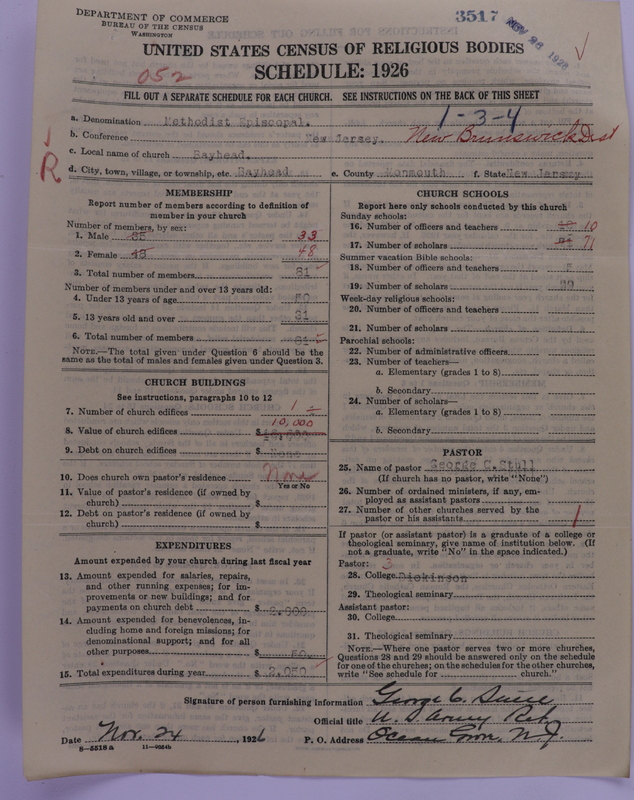 DEPARTMENT OF COMMERCE
BUREAU OF THE CENSUS
WASHINGTON
3517
NOV 26 1926
UNITED STATES CENSUS OF RELIGIOUS BODIES
SCHEDULE: 1926
052
FILL OUT A SEPARATE SCHEDULE FOR EACH CHURCH. SEE INSTRUCTIONS ON THE BACK OF THIS SHEET
1-3-4
a. Denomination Methodist Episcopal.
b. Conference New Jersey. New Brunswick Dist
c. Local name of church Bayhead.
R
d. City, town, village, or township, etc. Bayhead e. County Monmouth f. State New Jersey
MEMBERSHIP
Report number of members according to definition of
member in your church
Number of members, by sex:
1. Male 33
2. Female 48 48
3. Total number of members 81
Number of members under and over 13 years old:
4. Under 13 years of age 50
5. 13 years old and over 31
6. Total number of members 81
NOTE.—The total given under Question 6 should be
same as the total of males and females given under Question 3.
CHURCH BUILDINGS
See instructions, paragraphs 10 to 12
7. Number of church edifices 1
10,000
8. Value of church edifices $
9. Debt on church edifices $ None
10. Does church own pastor's residence None
Yes or No
11. Value of pastor's residence (if owned by
church) $
12. Debt on pastor's residence (if owned by
church) $
EXPENDITURES
Amount expended by your church during last fiscal year
13. Amount expended for salaries, repairs,
and other running expenses; for im-
provements or new buildings; and for
payments on church debt $ 2,000
14. Amount expended for benevolences, in-
cluding home and foreign missions; for
denominational support; and for all
other purposes $ 50
15. Total expenditures during year $ 2,050
CHURCH SCHOOLS
Report here only schools conducted by this church
Sunday schools:
16. Number of officers and teachers 10
17. Number of scholars 71
Summer vacation Bible schools:
18. Number of officers and teachers
19. Number of scholars
Week-day religious schools:
20. Number of officers and teachers
21. Number of scholars
Parochial schools:
22. Number of administrative officers
23. Number of teachers—
a. Elementary (grades 1 to 8)
b. Secondary
24. Number of scholars—
a. Elementary (grades 1 to 8)
b. Secondary
PASTOR
25. Name of pastor George C. Stull
(If church has no pastor, write "None")
26. Number of ordained ministers, if any, em-
ployed as assistant pastors
27. Number of other churches served by the
pastor or his assistants 1
If pastor (or assistant pastor) is a graduate of a college or
theological seminary, give name of institution below. (If
not a graduate, write "No" in the space indicated.)
Pastor: 3
28. College Dickinson
29. Theological seminary
Assistant pastor:
30. College
31. Theological seminary
NOTE.—Where one pastor serves two or more churches,
Questions 28 and 29 should be answered only on the schedule
for one of the churches; on the schedules for the other churches,
write "See schedule for church."
Signature of person furnishing information George C. Stull
Official title U. S Army Ret.
Date Nov. 24, 1926 P. O. Address Ocean Grove, N.J.
8-5518a 11-9054b